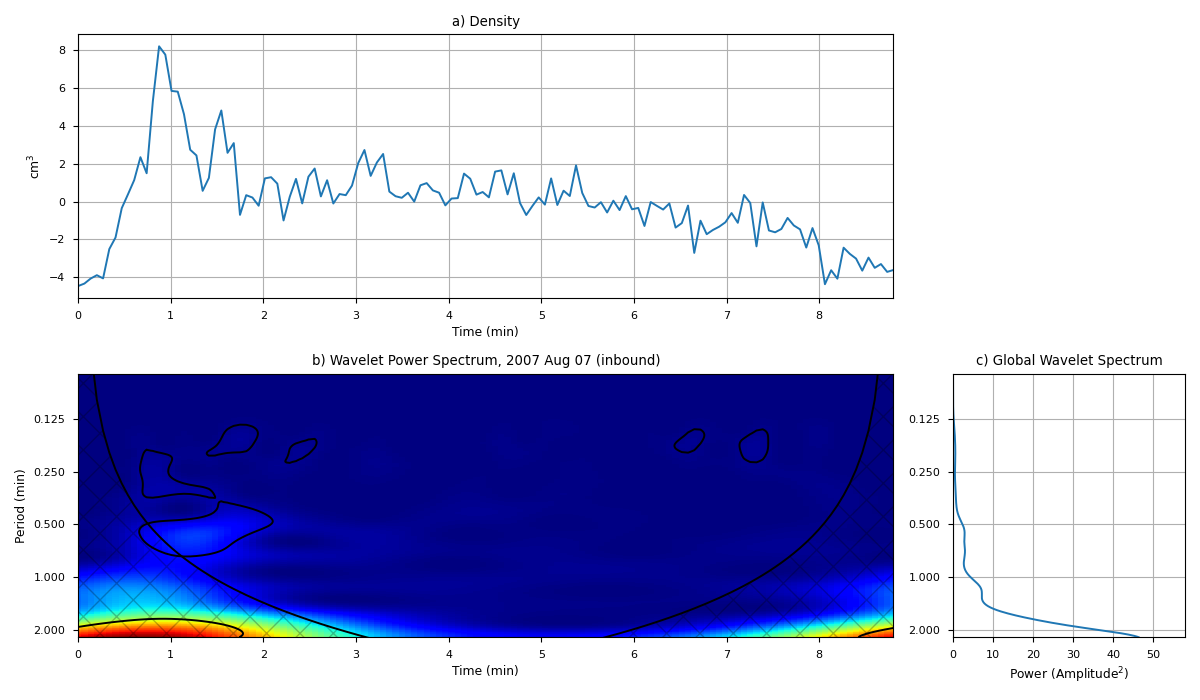 a) Density
8
6
4
2
0
−2
−4
cm³
0 1 2 3 4 5 6 7 8
Time (min)
b) Wavelet Power Spectrum, 2007 Aug 07 (inbound)
0.125
0.250
0.500
1.000
2.000
Period (min)
0 1 2 3 4 5 6 7 8
Time (min)
c) Global Wavelet Spectrum
0.125
0.250
0.500
1.000
2.000
0 10 20 30 40 50
Power (Amplitude²)